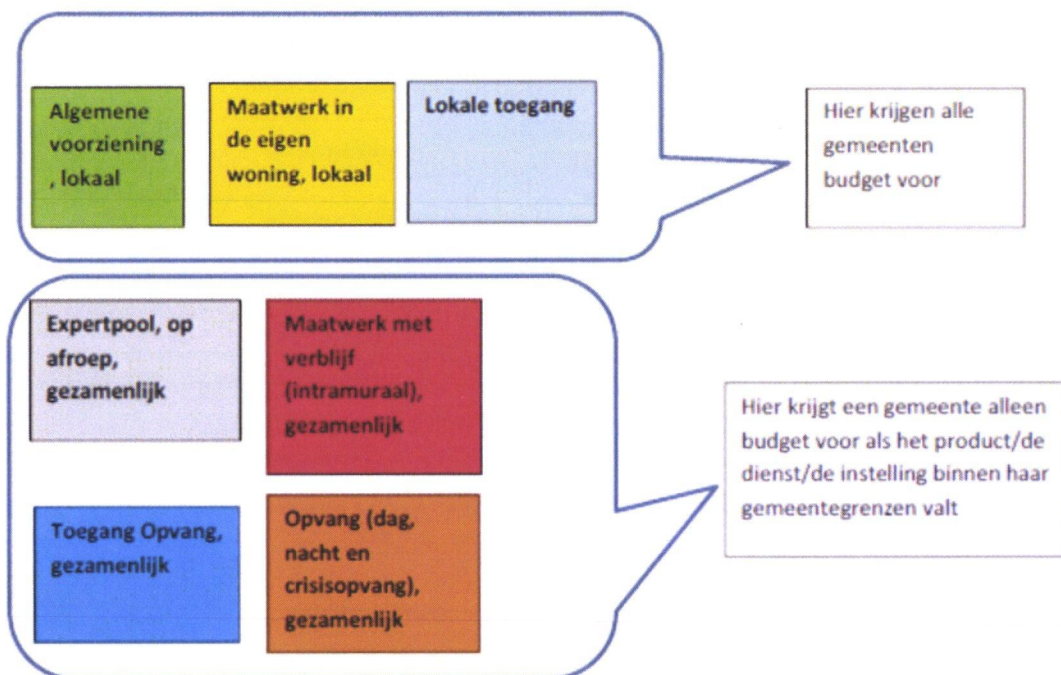 Algemene
voorziening
, lokaal
Maatwerk in
de eigen
woning, lokaal
Lokale toegang
Hier krijgen alle
gemeenten
budget voor
Expertpool, op
afroep,
gezamenlijk
Maatwerk met
verblijf
(intramuraal),
gezamenlijk
Toegang Opvang,
gezamenlijk
Opvang (dag,
nacht en
crisisopvang),
gezamenlijk
Hier krijgt een gemeente alleen
budget voor als het product/de
dienst/de instelling binnen haar
gemeentegrenzen valt